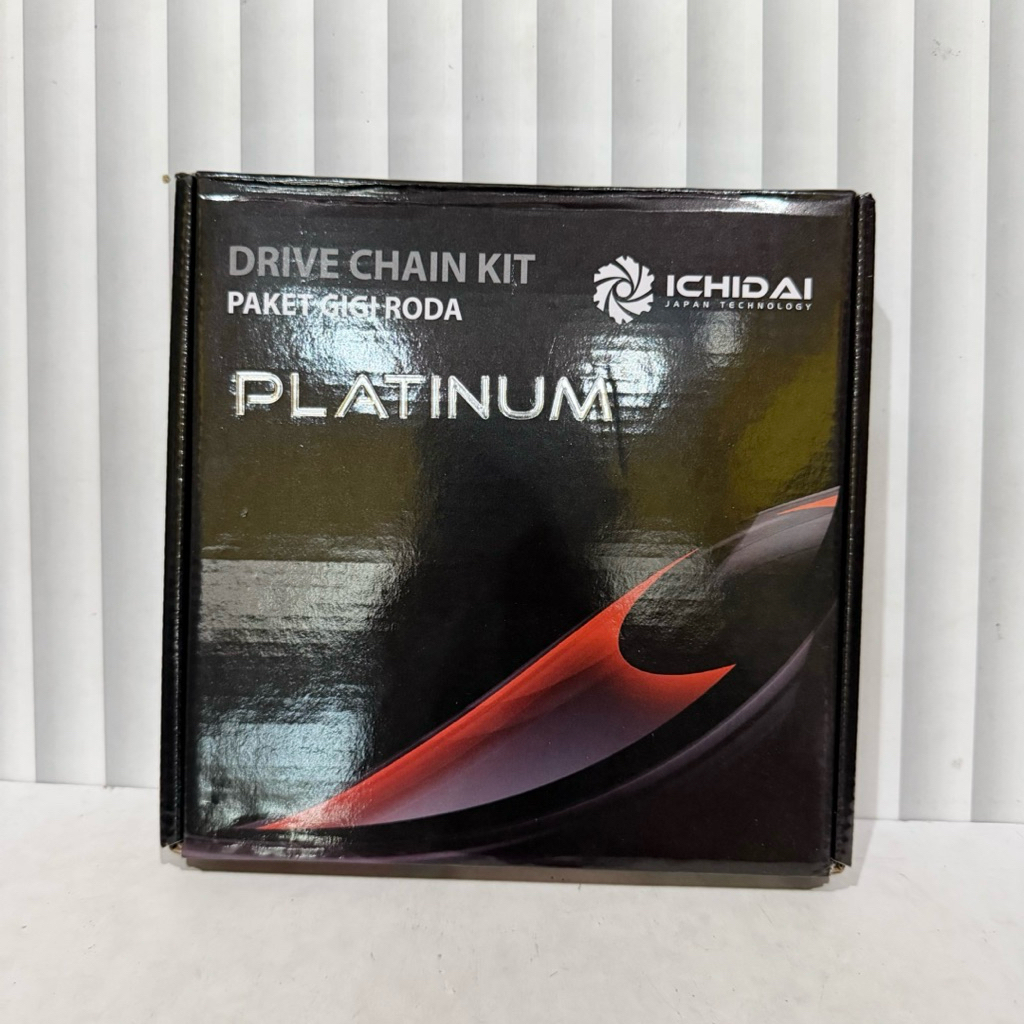 DRIVE CHAIN KIT
PAKET GIGI RODA
ICHIDAI
JAPAN TECHNOLOGY
PLATINUM